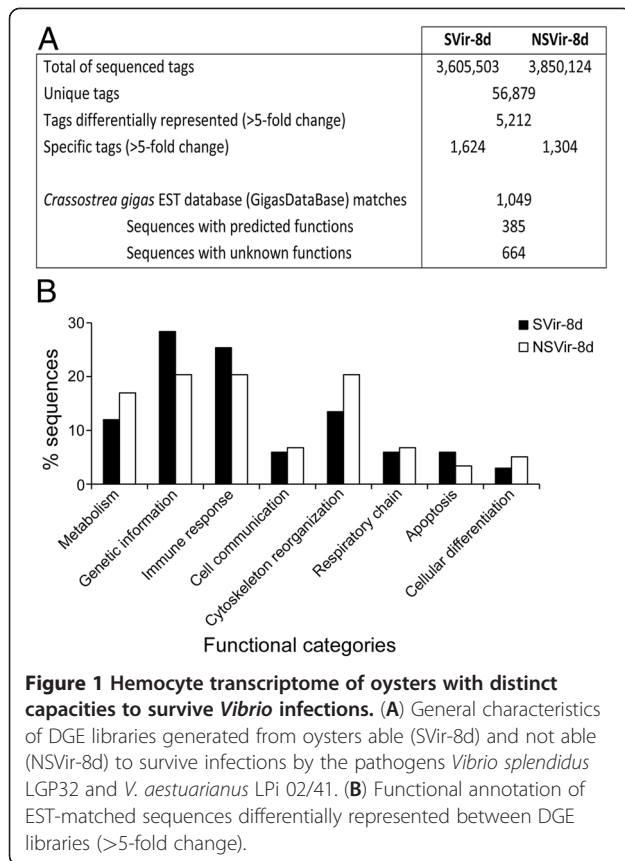 A
SVir-8d NSVir-8d
Total of sequenced tags 3,605,503 3,850,124
Unique tags 56,879
Tags differentially represented (>5-fold change) 5,212
Specific tags (>5-fold change) 1,624 1,304
Crassostrea gigas EST database (GigasDataBase) matches 1,049
Sequences with predicted functions 385
Sequences with unknown functions 664
B
% sequences
30
20
10
0
SVir-8d
NSVir-8d
Metabolism
Genetic information
Immune response
Cell communication
Cytoskeleton reorganization
Respiratory chain
Apoptosis
Cellular differentiation
Functional categories
Figure 1 Hemocyte transcriptome of oysters with distinct
capacities to survive Vibrio infections. (A) General characteristics
of DGE libraries generated from oysters able (SVir-8d) and not able
(NSVir-8d) to survive infections by the pathogens Vibrio splendidus
LGP32 and V. aestuarianus LPi 02/41. (B) Functional annotation of
EST-matched sequences differentially represented between DGE
libraries (>5-fold change).